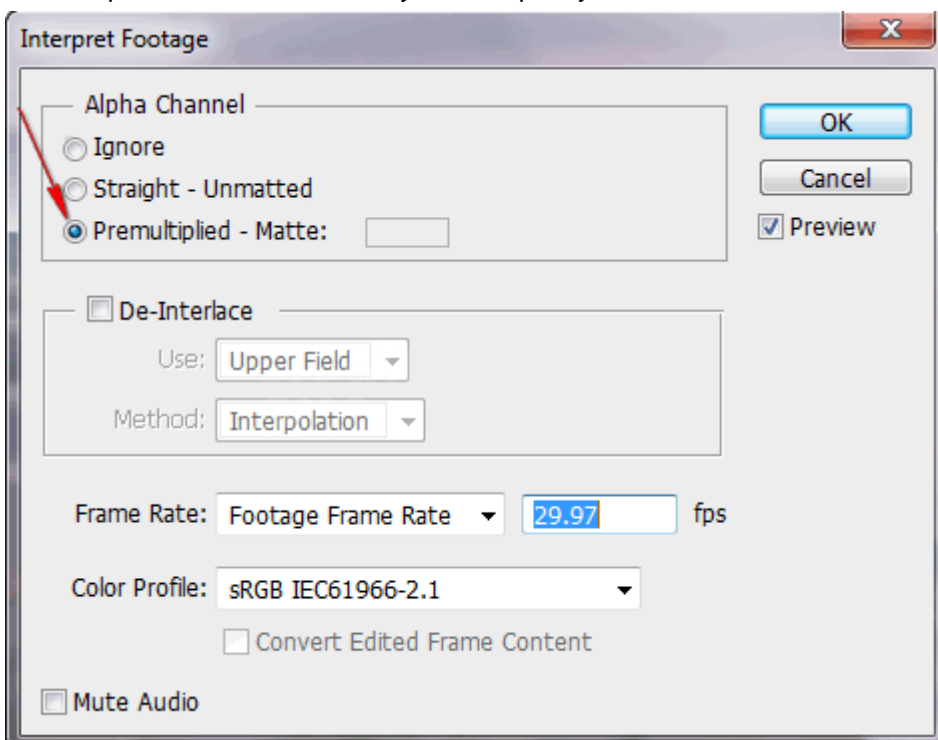 Interpret Footage
Alpha Channel
OK
Ignore
Straight - Unmatted
Cancel
Premultiplied - Matte:
Preview
De-Interlace
Use: Upper Field
Method: Interpolation
Frame Rate: Footage Frame Rate 29.97 fps
Color Profile: sRGB IEC61966-2.1
Convert Edited Frame Content
Mute Audio